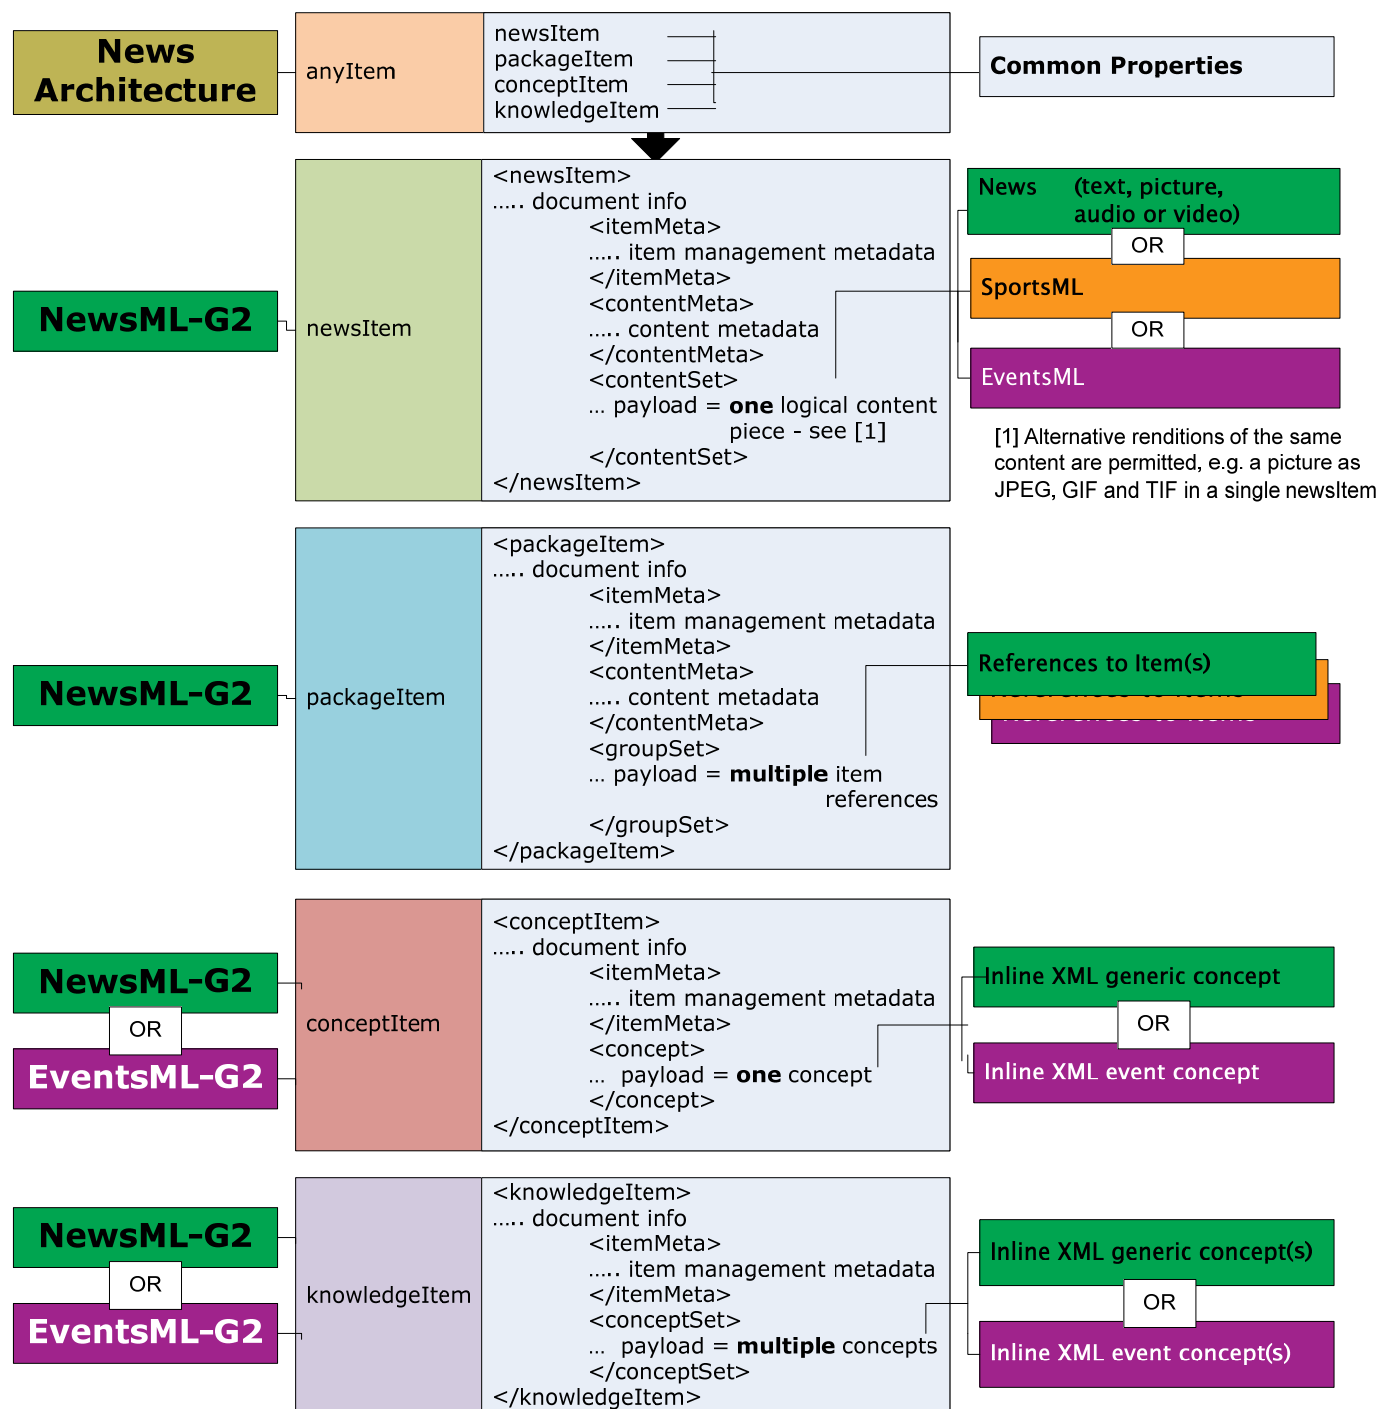 News
Architecture
anyItem
newsItem
packageItem
conceptItem
knowledgeItem
Common Properties
NewsML-G2
newsItem
<newsItem>
..... document info
<itemMeta>
..... item management metadata
</itemMeta>
<contentMeta>
..... content metadata
</contentMeta>
<contentSet>
... payload = one logical content
piece - see [1]
</contentSet>
</newsItem>
News (text, picture,
audio or video)
OR
SportsML
OR
EventsML
[1] Alternative renditions of the same
content are permitted, e.g. a picture as
JPEG, GIF and TIF in a single newsItem
NewsML-G2
packageItem
<packageItem>
..... document info
<itemMeta>
..... item management metadata
</itemMeta>
<contentMeta>
..... content metadata
</contentMeta>
<groupSet>
... payload = multiple item
references
</groupSet>
</packageItem>
References to Item(s)
References to Items
References to Items
NewsML-G2
OR
EventsML-G2
conceptItem
<conceptItem>
..... document info
<itemMeta>
..... item management metadata
</itemMeta>
<concept>
... payload = one concept
</concept>
</conceptItem>
Inline XML generic concept
OR
Inline XML event concept
NewsML-G2
OR
EventsML-G2
knowledgeItem
<knowledgeItem>
..... document info
<itemMeta>
..... item management metadata
</itemMeta>
<conceptSet>
... payload = multiple concepts
</conceptSet>
</knowledgeItem>
Inline XML generic concept(s)
OR
Inline XML event concept(s)